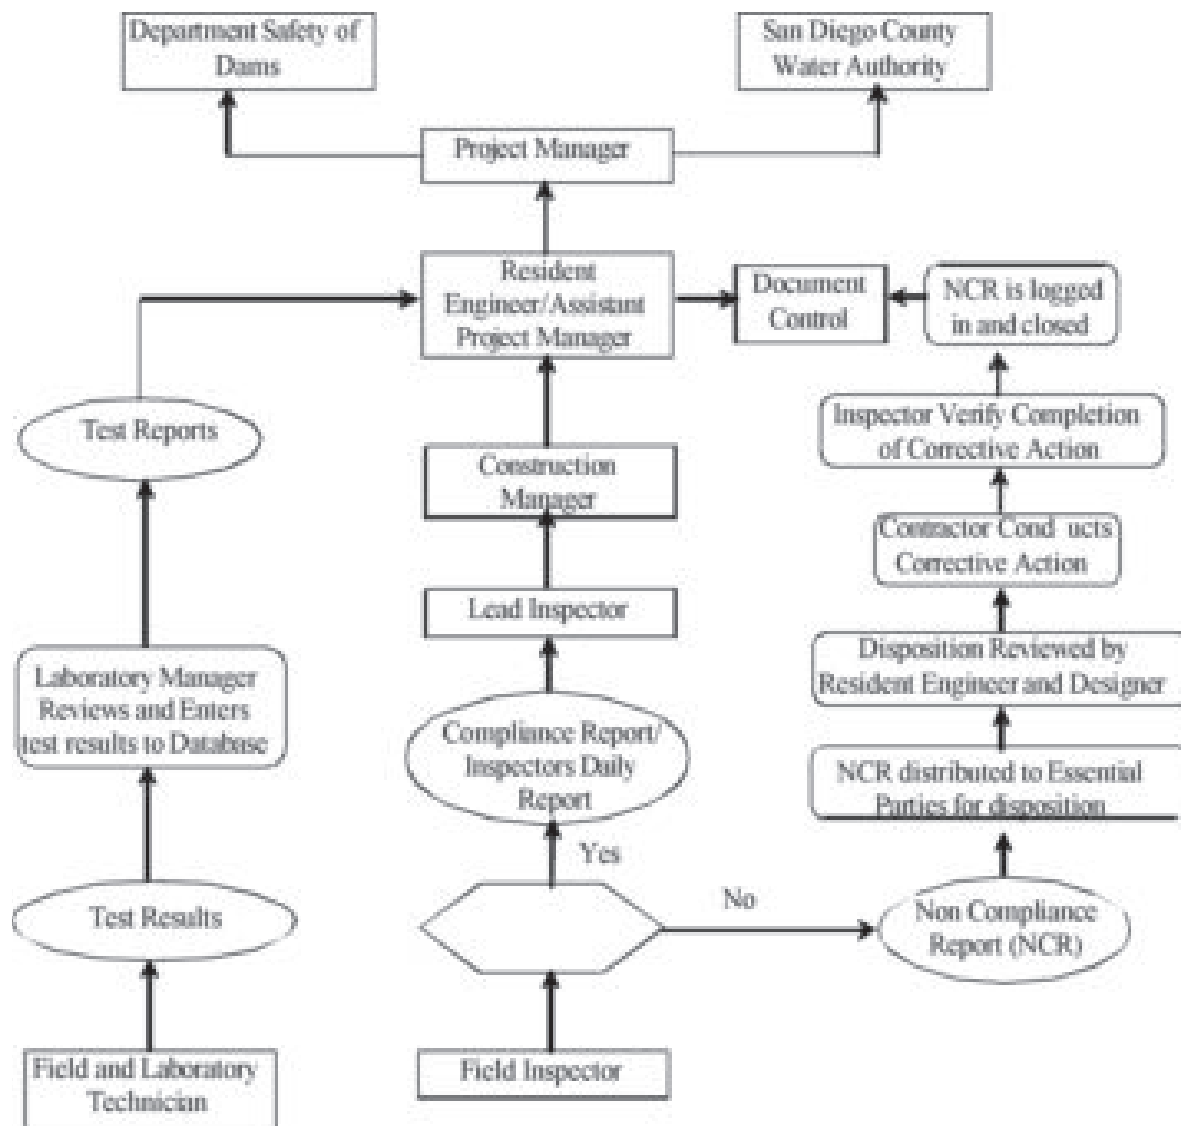 Department Safety of
Dams
San Diego County
Water Authority
Project Manager
Resident
Engineer/Assistant
Project Manager
Document
Control
NCR is logged
in and closed
Test Reports
Construction
Manager
Inspector Verify Completion
of Corrective Action
Contractor Cond ucts
Corrective Action
Lead Inspector
Laboratory Manager
Reviews and Enters
test results to Database
Disposition Reviewed by
Resident Engineer and Designer
Compliance Report/
Inspectors Daily
Report
NCR distributed to Essential
Parties for disposition
Yes
No
Test Results
Non Compliance
Report (NCR)
Field and Laboratory
Technician
Field Inspector